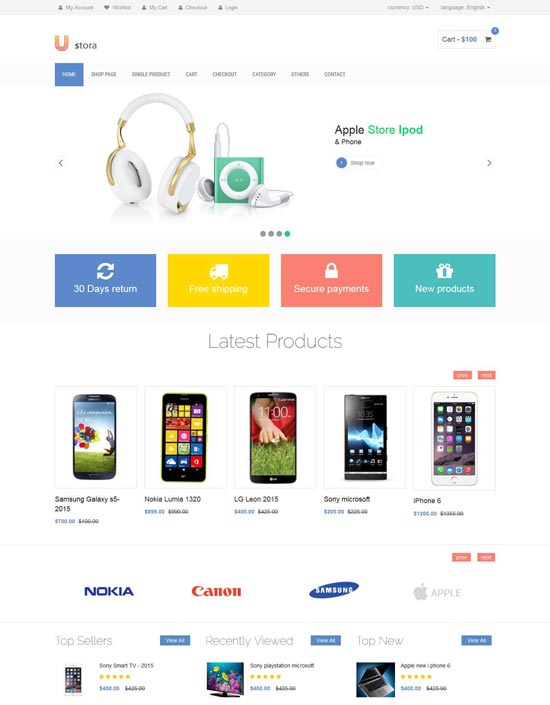 My Account Wishlist My Cart Checkout Login currency :USD language :English
U stora
Cart - $100
HOME SHOP PAGE SINGLE PRODUCT CART CHECKOUT CATEGORY OTHERS CONTACT
Apple Store Ipod
& Phone
Shop now
30 Days return Free shipping Secure payments New products
Latest Products
prev next
Life companion
11:00
Samsung Galaxy s5-
2015
$700.00 $100.00
Nokia Lumia 1320
$899.00 $999.00
LG Leon 2015
$400.00 $425.00
Sony microsoft
$200.00 $225.00
iPhone 6
$1200.00 $1355.00
prev next
NOKIA Canon SAMSUNG APPLE
Top Sellers View All
Recently Viewed View All
Top New View All
Sony Smart TV - 2015
$400.00 $425.00
Sony playstation microsoft
$400.00 $425.00
Apple new i phone 6
$400.00 $425.00